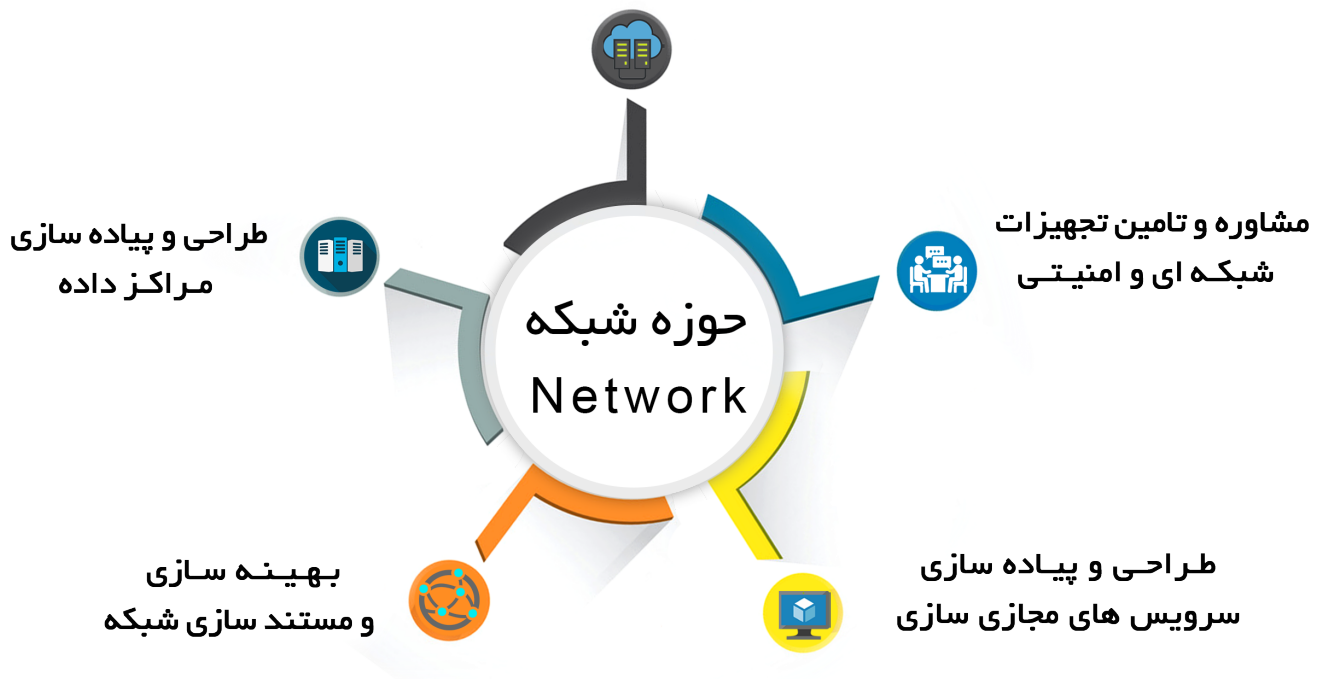 حوزه شبکه
Network
مشاوره و تامین تجهیزات
شبکه ای و امنیتی
طراحی و پیاده سازی
سرویس های مجازی سازی
بهینه سازی
و مستند سازی شبکه
طراحی و پیاده سازی
مراکز داده